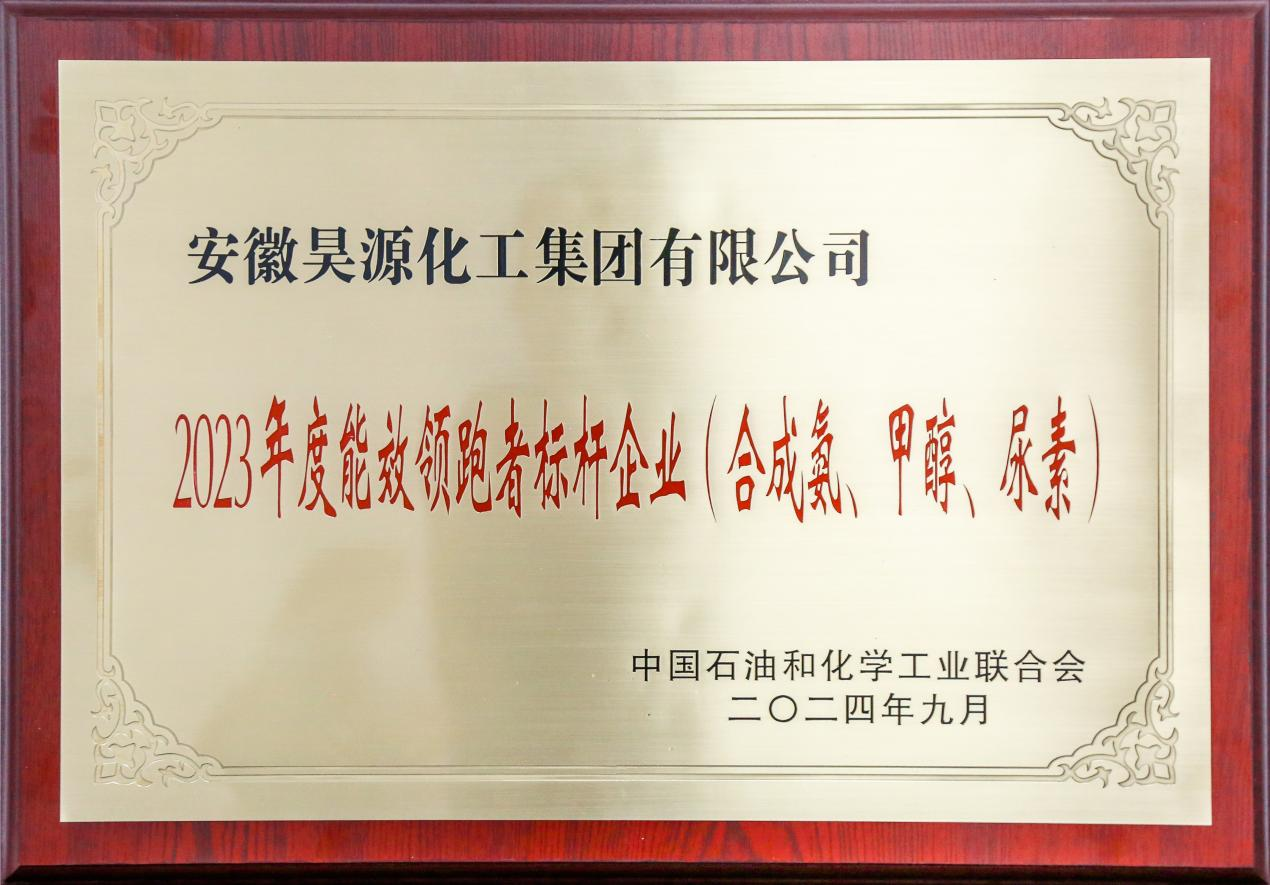 安徽昊源化工集团有限公司
2023年度能效领跑者标杆企业（合成氨、甲醇、尿素）
中国石油和化学工业联合会
二〇二四年九月